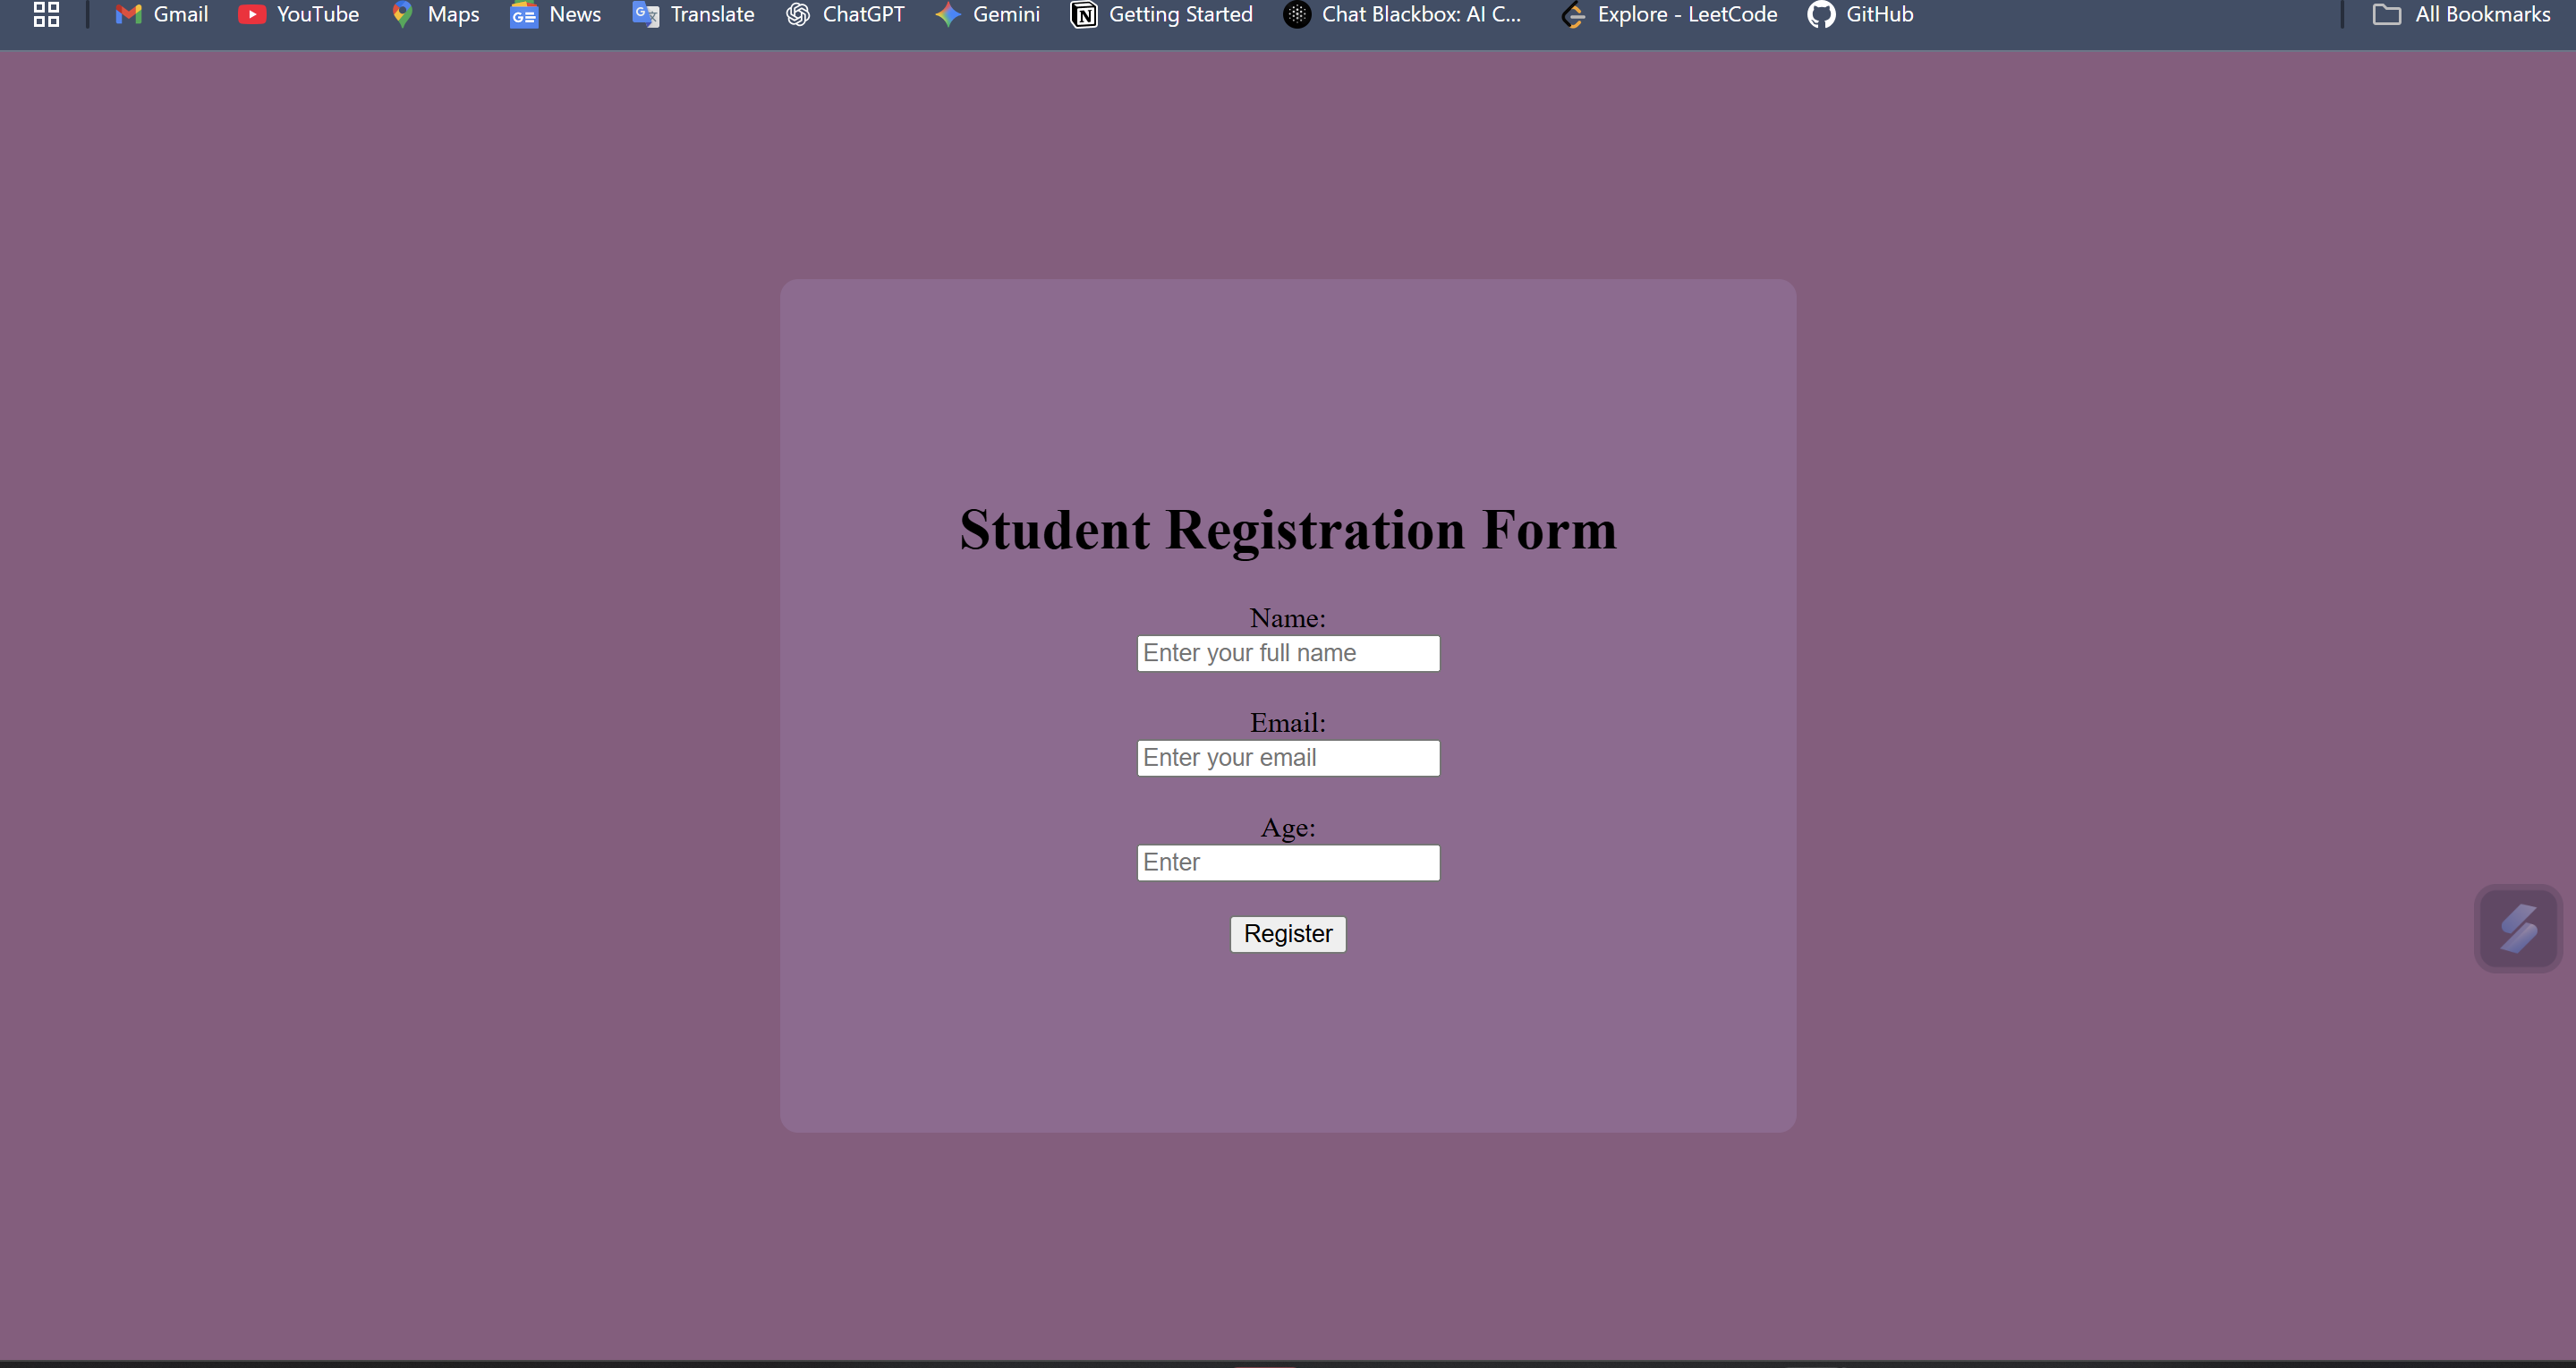 Gmail YouTube Maps News Translate ChatGPT Gemini Getting Started Chat Blackbox: AI C... Explore - LeetCode GitHub All Bookmarks
Student Registration Form
Name:
Enter your full name
Email:
Enter your email
Age:
Enter
Register